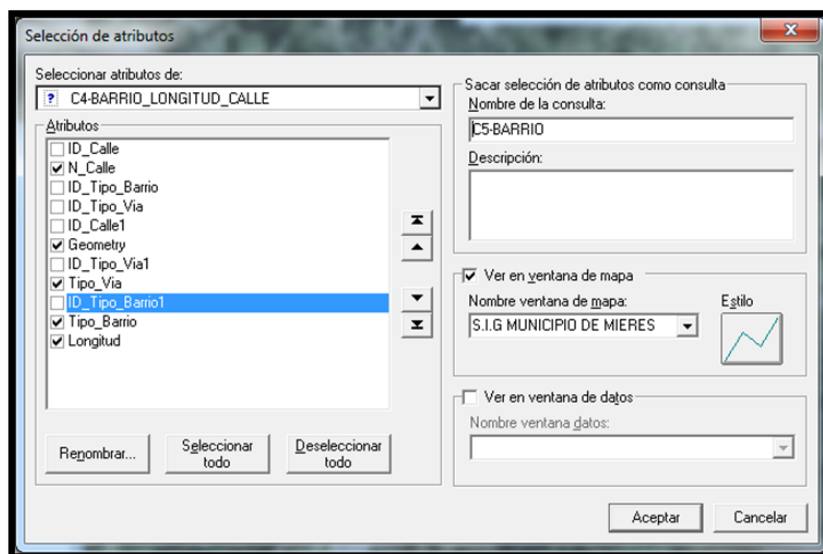 Selección de atributos
Seleccionar atributos de:
C4-BARRIO_LONGITUD_CALLE
Atributos
ID_Calle
N_Calle
ID_Tipo_Barrio
ID_Tipo_Via
ID_Calle1
Geometry
ID_Tipo_Via1
Tipo_Via
ID_Tipo_Barrio1
Tipo_Barrio
Longitud
Renombrar...
Seleccionar
todo
Deseleccionar
todo
Sacar selección de atributos como consulta
Nombre de la consulta:
C5-BARRIO
Descripción:
Ver en ventana de mapa
Nombre ventana de mapa:
Estilo
S.I.G MUNICIPIO DE MIERES
Ver en ventana de datos
Nombre ventana datos:
Aceptar
Cancelar